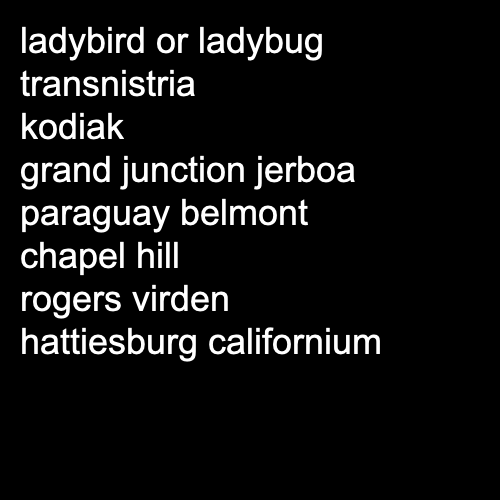 ladybird or ladybug
transnistria
kodiak
grand junction jerboa
paraguay belmont
chapel hill
rogers virden
hattiesburg californium